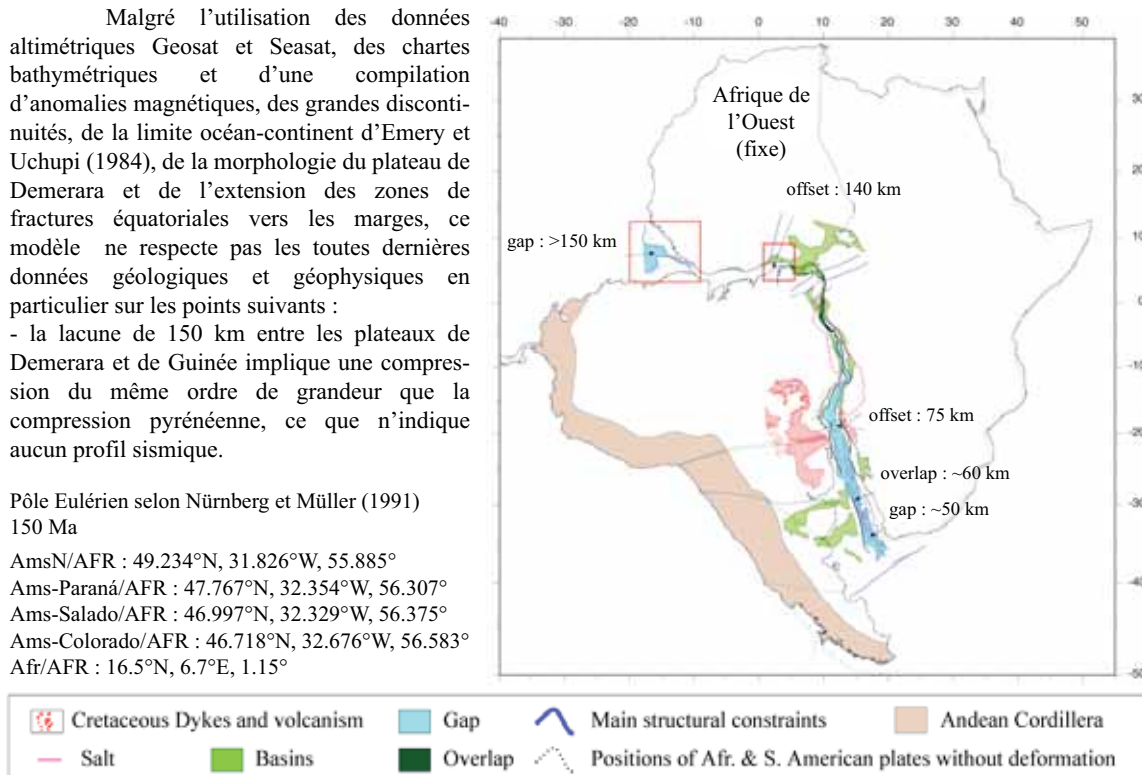 Malgré l’utilisation des données
altimétriques Geosat et Seasat, des chartes
bathymétriques et d’une compilation
d’anomalies magnétiques, des grandes disconti-
nuités, de la limite océan-continent d’Emery et
Uchupi (1984), de la morphologie du plateau de
Demerara et de l’extension des zones de
fractures équatoriales vers les marges, ce
modèle ne respecte pas les toutes dernières
données géologiques et géophysiques en
particulier sur les points suivants :
- la lacune de 150 km entre les plateaux de
Demerara et de Guinée implique une compres-
sion du même ordre de grandeur que la
compression pyrénéenne, ce que n’indique
aucun profil sismique.
Pôle Eulérien selon Nürnberg et Müller (1991)
150 Ma
AmsN/AFR : 49.234°N, 31.826°W, 55.885°
Ams-Paraná/AFR : 47.767°N, 32.354°W, 56.307°
Ams-Salado/AFR : 46.997°N, 32.329°W, 56.375°
Ams-Colorado/AFR : 46.718°N, 32.676°W, 56.583°
Afr/AFR : 16.5°N, 6.7°E, 1.15°
-40 -30 -20 -10 0 10 20 30 40 50
30
20
10
0
-10
-20
-30
-40
-50
Afrique de
l’Ouest
(fixe)
offset : 140 km
gap : >150 km
offset : 75 km
overlap : ~60 km
gap : ~50 km
Cretaceous Dykes and volcanism Gap Main structural constraints Andean Cordillera
Salt Basins Overlap Positions of Afr. & S. American plates without deformation